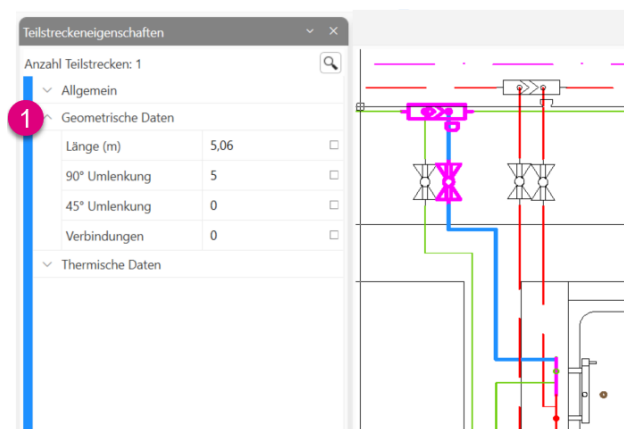 Teilstreckeneigenschaften
Anzahl Teilstrecken: 1
Allgemein
1
Geometrische Daten
Länge (m) 5,06
90° Umlenkung 5
45° Umlenkung 0
Verbindungen 0
Thermische Daten